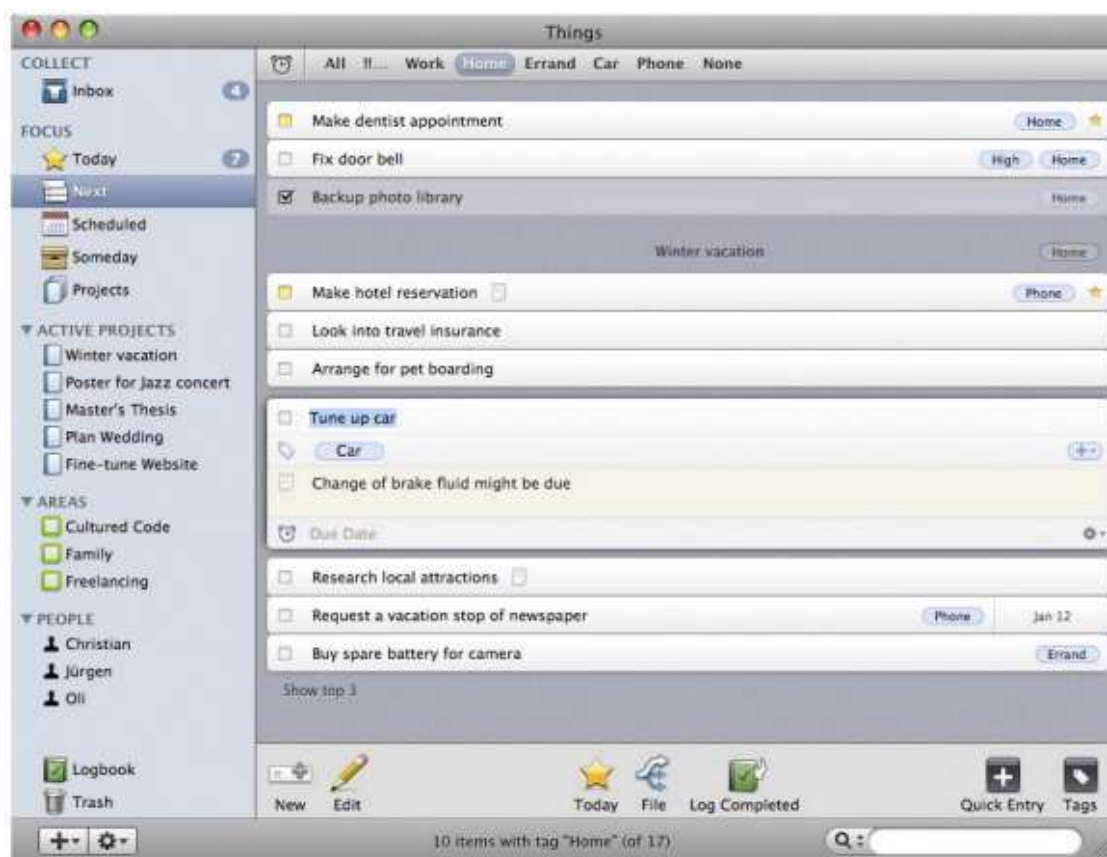 Things
COLLECT
Inbox 4
FOCUS
Today 7
Next
Scheduled
Someday
Projects
ACTIVE PROJECTS
Winter vacation
Poster for Jazz concert
Master's Thesis
Plan Wedding
Fine-tune Website
AREAS
Cultured Code
Family
Freelancing
PEOPLE
Christian
Jürgen
Oli
Logbook
Trash
All !!... Work Home Errand Car Phone None
Make dentist appointment Home
Fix door bell High Home
Backup photo library Home
Winter vacation Home
Make hotel reservation Phone
Look into travel insurance
Arrange for pet boarding
Tune up car
Car
Change of brake fluid might be due
Due Date
Research local attractions
Request a vacation stop of newspaper Phone Jan 12
Buy spare battery for camera Errand
Show top 3
New Edit Today File Log Completed Quick Entry Tags
10 items with tag "Home" (of 17)